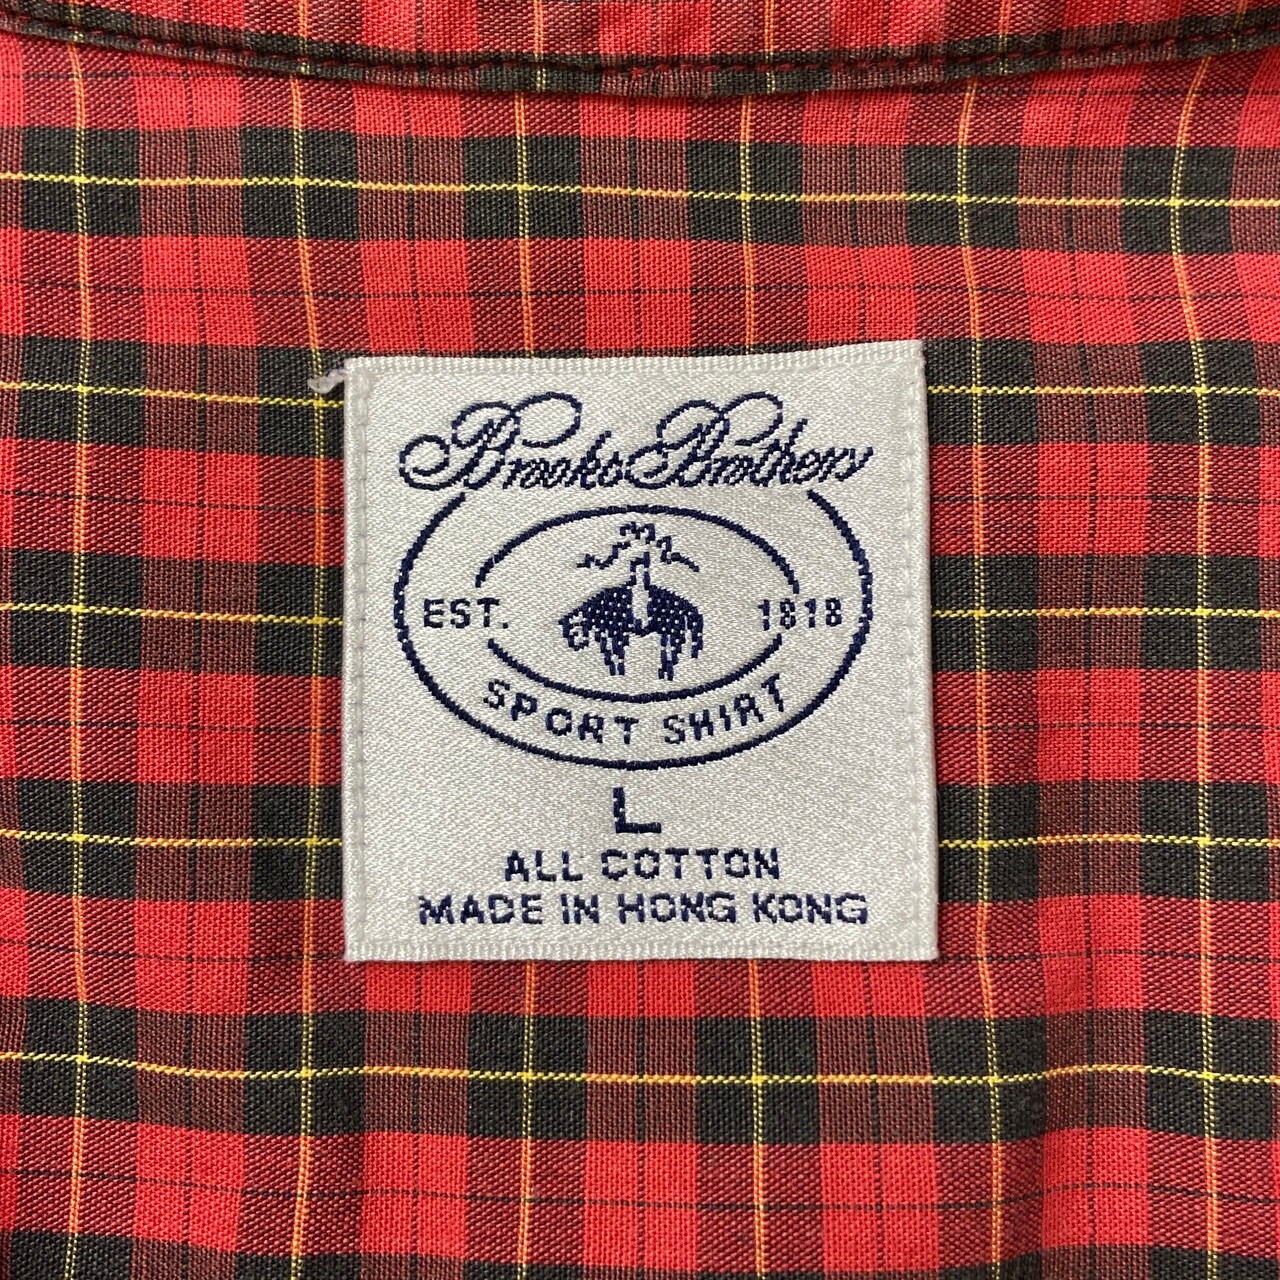 Brooks Brothers
EST. 1818
SPORT SHIRT
L
ALL COTTON
MADE IN HONG KONG